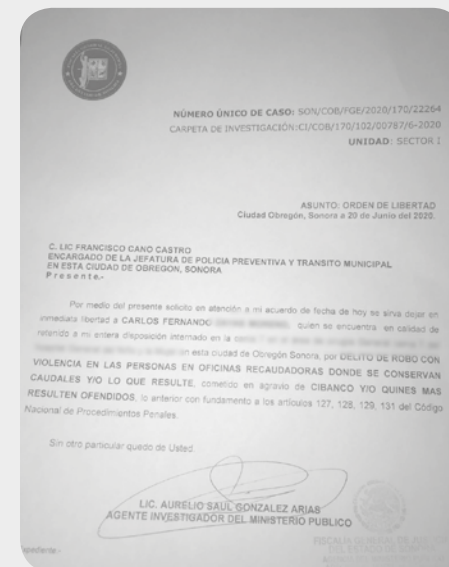 NÚMERO ÚNICO DE CASO: SON/COB/FGE/2020/170/22264
CARPETA DE INVESTIGACIÓN:CI/COB/170/102/00787/6-2020
UNIDAD: SECTOR I
ASUNTO: ORDEN DE LIBERTAD
Ciudad Obregón, Sonora a 20 de Junio del 2020.
C. LIC FRANCISCO CANO CASTRO
ENCARGADO DE LA JEFATURA DE POLICIA PREVENTIVA Y TRANSITO MUNICIPAL
EN ESTA CIUDAD DE OBREGON, SONORA
Presente.-
Por medio del presente solicito en atención a mi acuerdo de fecha de hoy se sirva dejar en
inmediata libertad a CARLOS FERNANDO quien se encuentra en calidad de
referido a mi entera disposición internado en la
en esta ciudad de Obregón Sonora, por DELITO DE ROBO CON
VIOLENCIA EN LAS PERSONAS EN OFICINAS RECAUDADORAS DONDE SE CONSERVAN
CAUDALES Y/O LO QUE RESULTE, cometido en agravio de CIBANCO Y/O QUINES MAS
RESULTEN OFENDIDOS, lo anterior con fundamento a los artículos 127, 128, 129, 131 del Código
Nacional de Procedimientos Penales.
Sin otro particular quedo de Usted.
LIC. AURELIO SAUL GONZALEZ ARIAS
AGENTE INVESTIGADOR DEL MINISTERIO PUBLICO
FISCALÍA GENERAL DE
DEL ESTADO DE